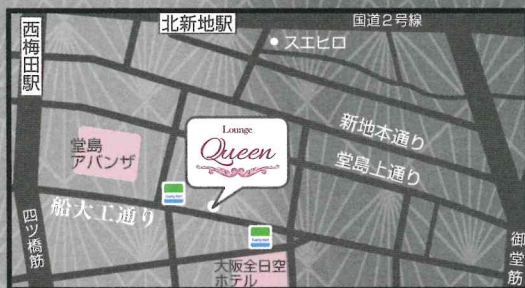 北新地駅
国道2号線
西梅田駅
スエヒロ
新地本通り
堂島上通り
Lounge
Queen
堂島
アバンザ
船大工通り
FamilyMart
FamilyMart
四ツ橋筋
大阪全日空
ホテル
御堂筋